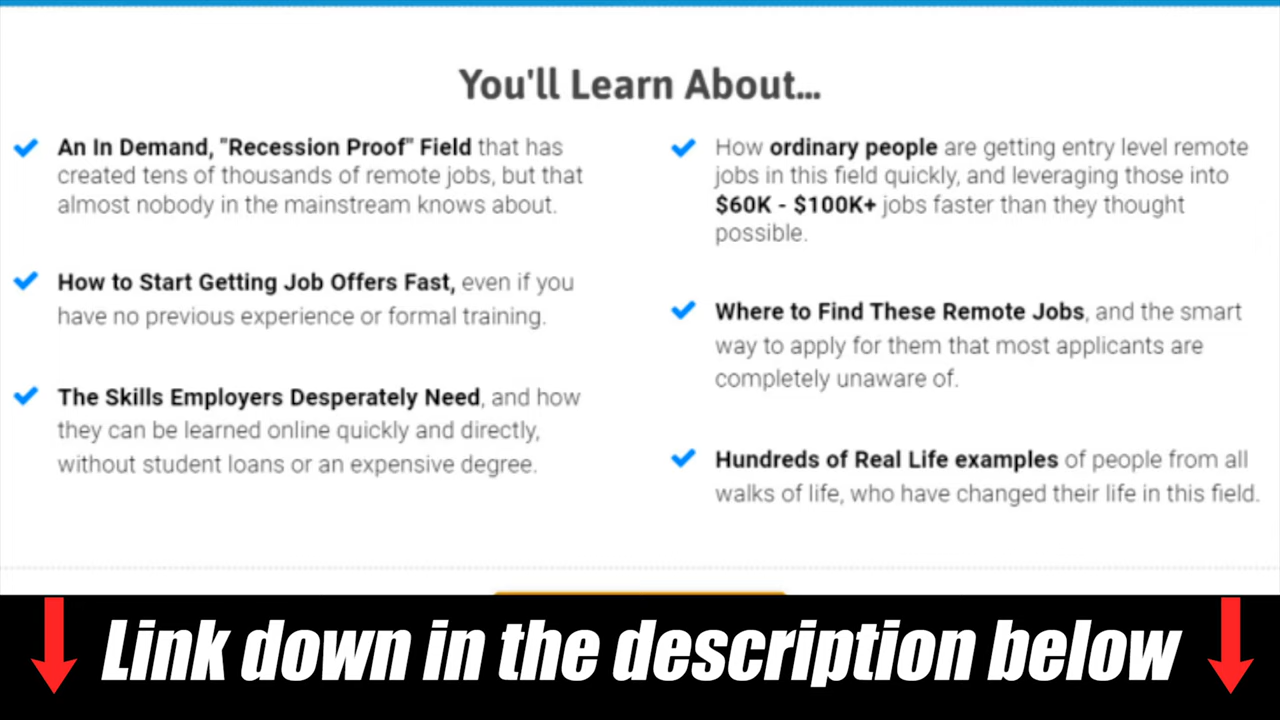 You'll Learn About...
An In Demand, "Recession Proof" Field that has
created tens of thousands of remote jobs, but that
almost nobody in the mainstream knows about.
How to Start Getting Job Offers Fast, even if you
have no previous experience or formal training.
The Skills Employers Desperately Need, and how
they can be learned online quickly and directly,
without student loans or an expensive degree.
How ordinary people are getting entry level remote
jobs in this field quickly, and leveraging those into
$60K - $100K+ jobs faster than they thought
possible.
Where to Find These Remote Jobs, and the smart
way to apply for them that most applicants are
completely unaware of.
Hundreds of Real Life examples of people from all
walks of life, who have changed their life in this field.
Link down in the description below